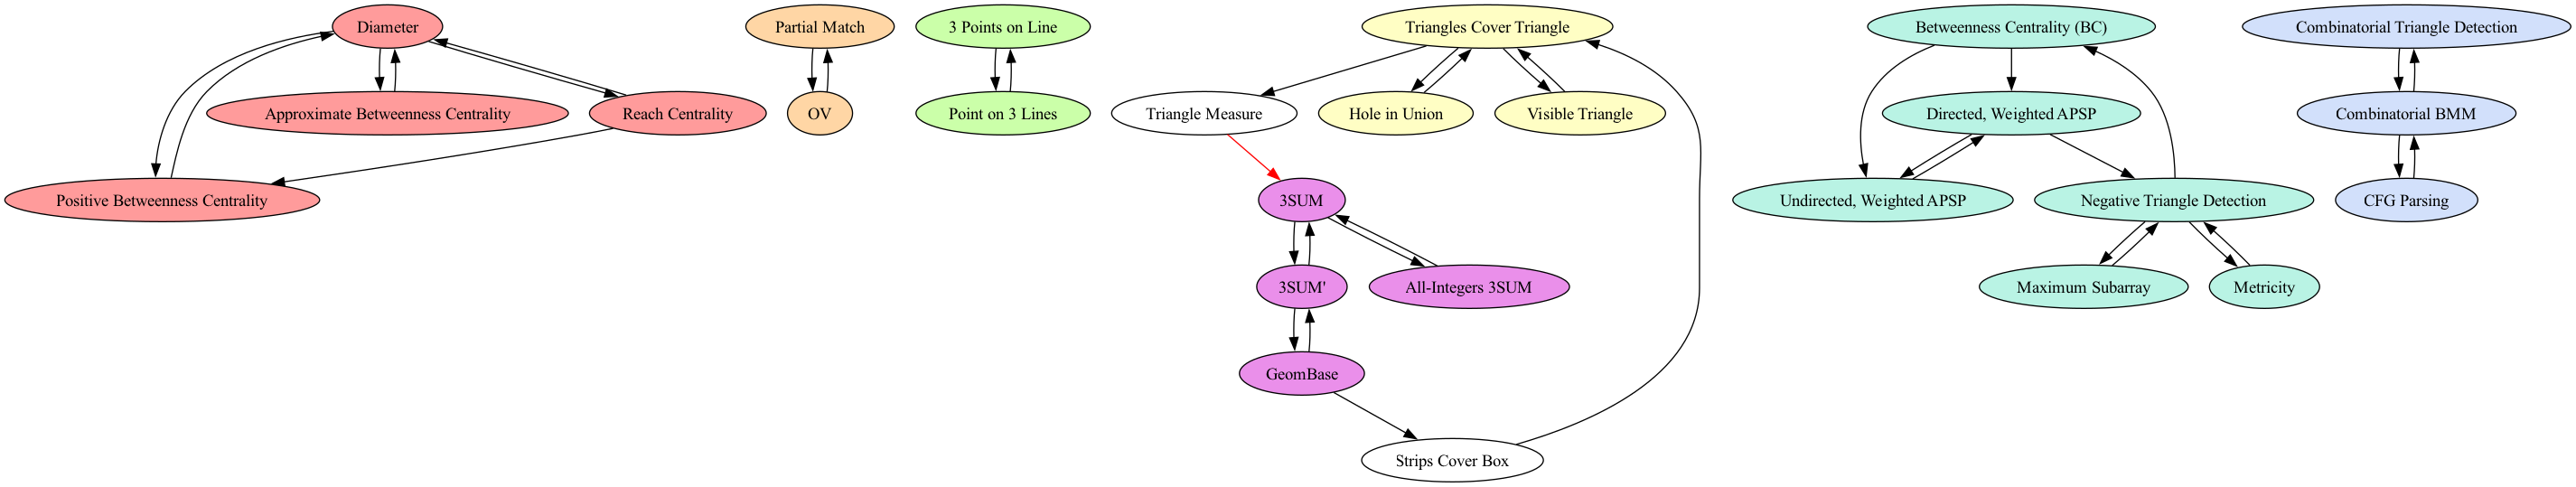 Diameter
Partial Match
3 Points on Line
Triangles Cover Triangle
Betweenness Centrality (BC)
Combinatorial Triangle Detection
Approximate Betweenness Centrality
Reach Centrality
OV
Point on 3 Lines
Triangle Measure
Hole in Union
Visible Triangle
Directed, Weighted APSP
Combinatorial BMM
Positive Betweenness Centrality
3SUM
Undirected, Weighted APSP
Negative Triangle Detection
CFG Parsing
3SUM'
All-Integers 3SUM
Maximum Subarray
Metricity
GeomBase
Strips Cover Box